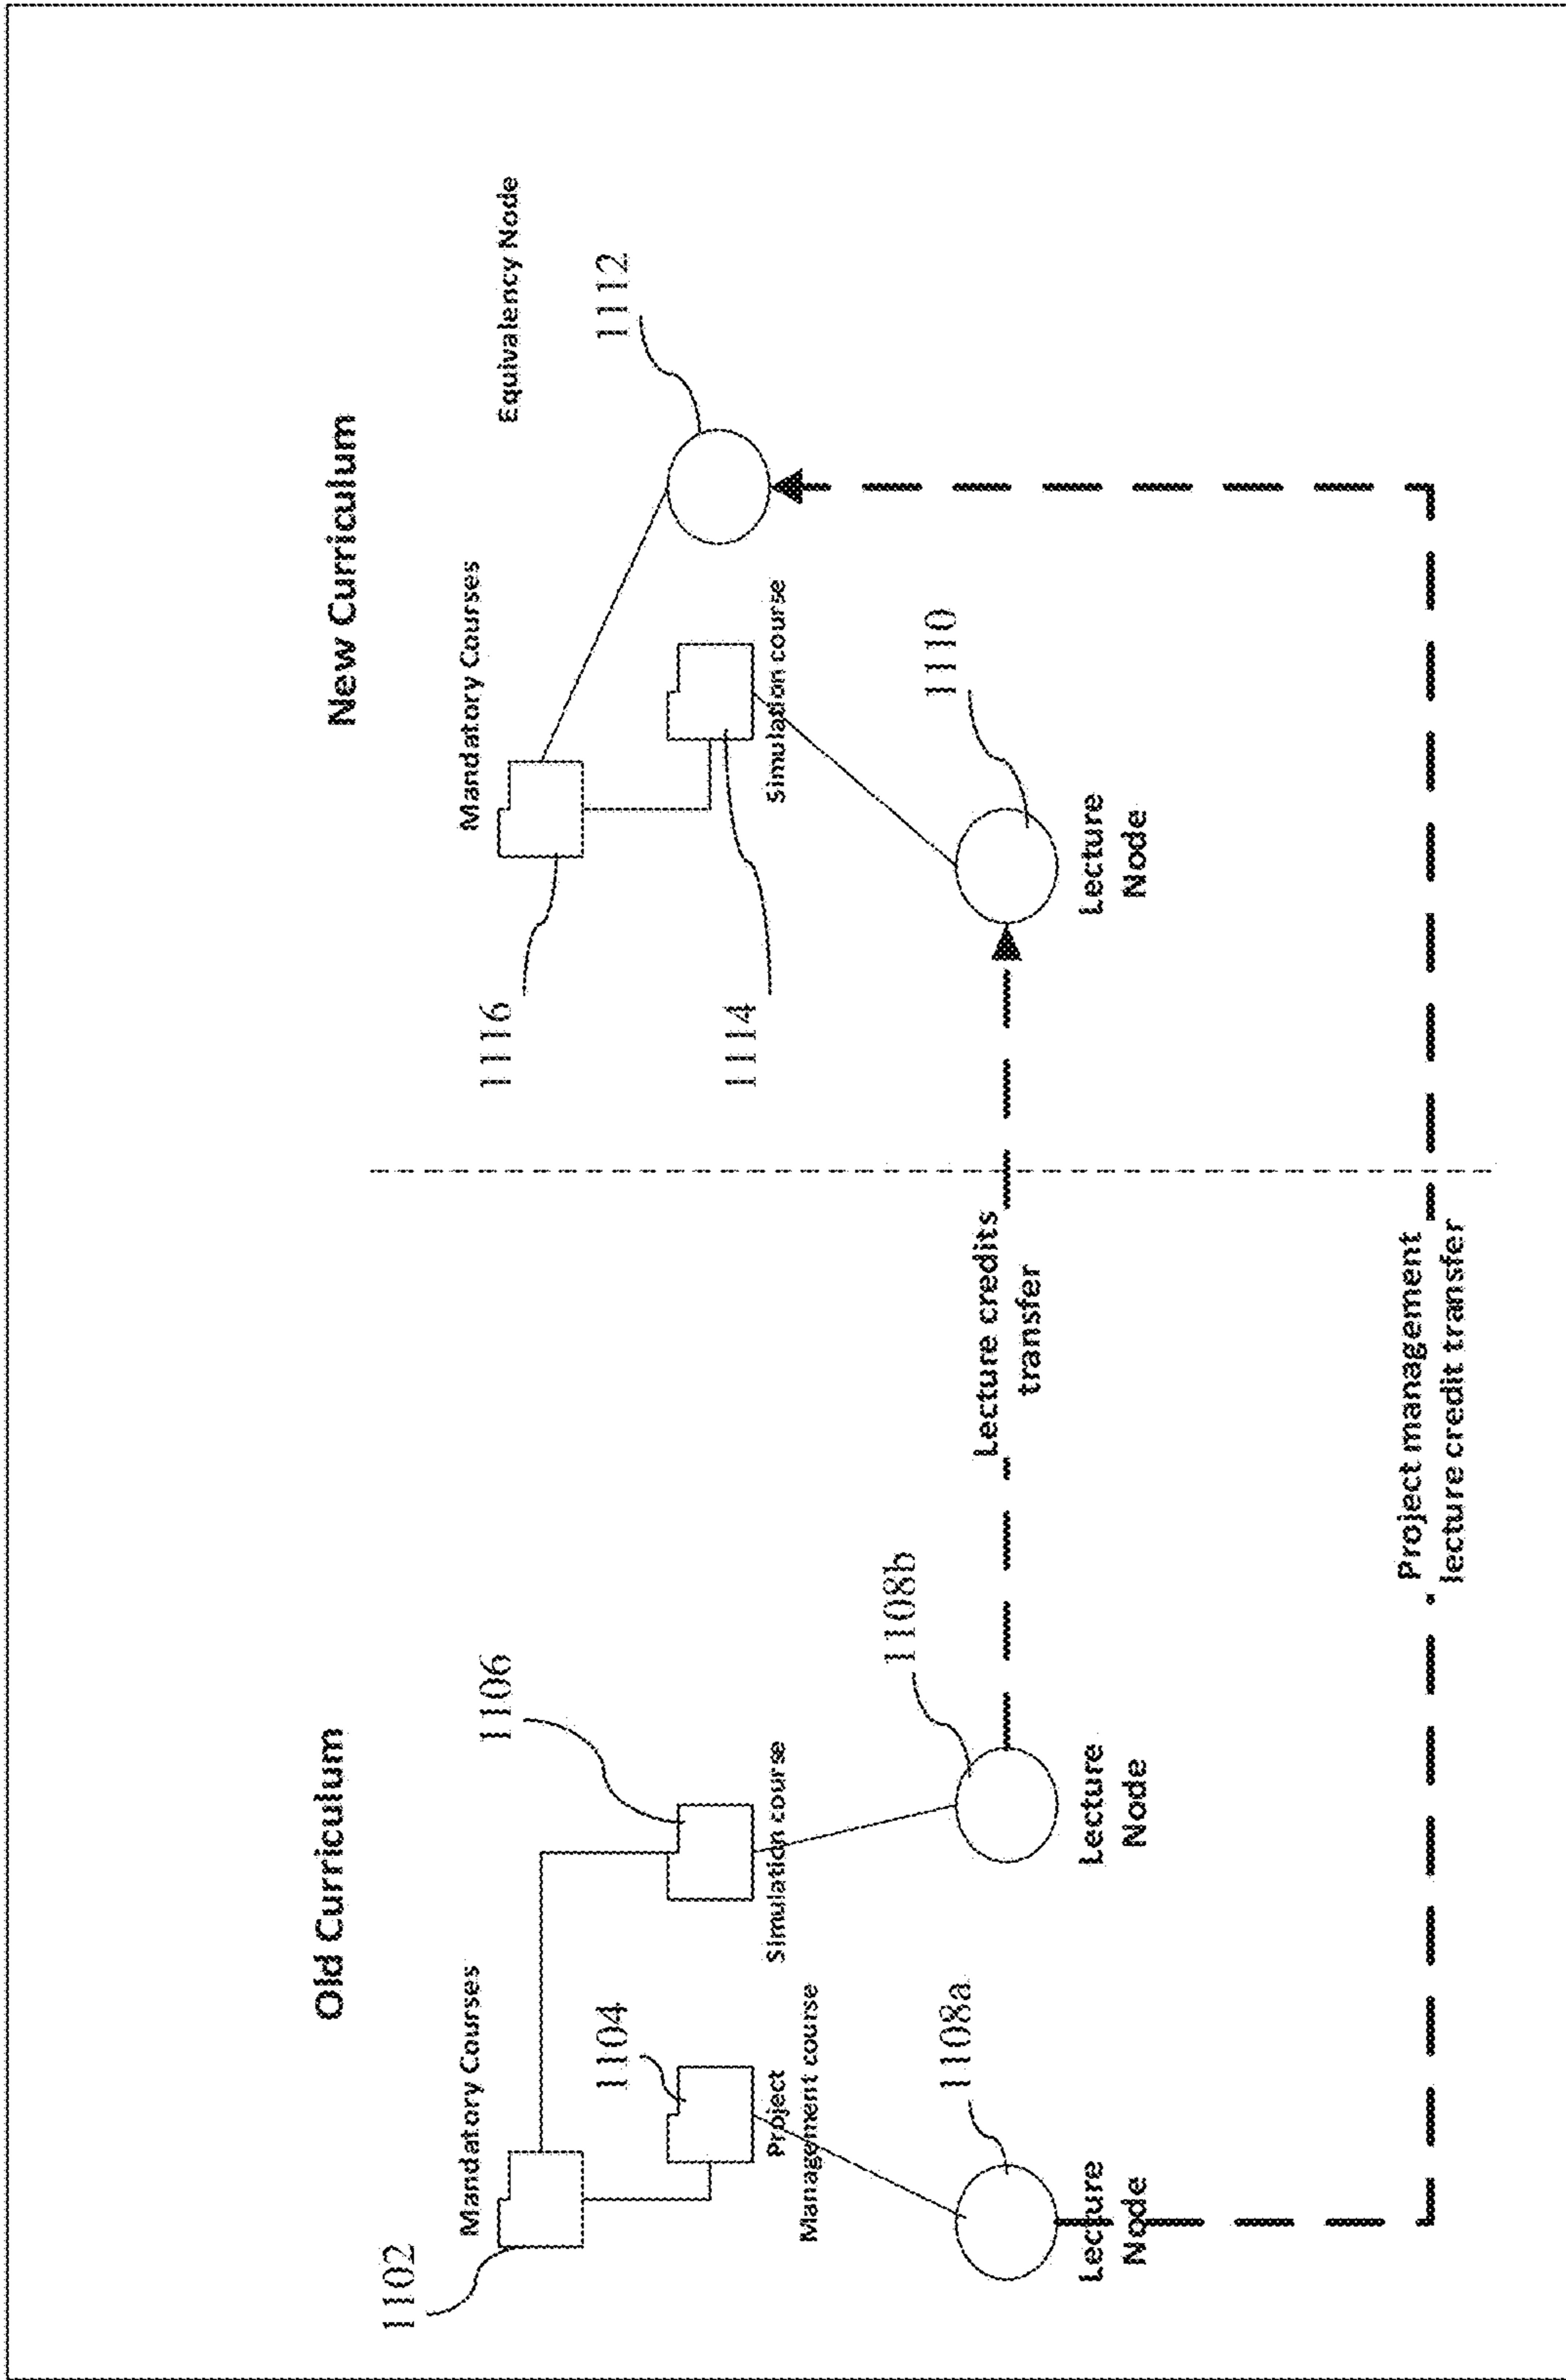 Old Curriculum
New Curriculum
1102
Mandatory Courses
1106
1104
Project
Management course
Simulation course
1108a
1108b
Lecture
Node
Lecture
Node
Lecture credits
transfer
Project management
lecture credit transfer
1116
Mandatory Courses
Equivalency Node
1112
1114
Simulation course
1110
Lecture
Node